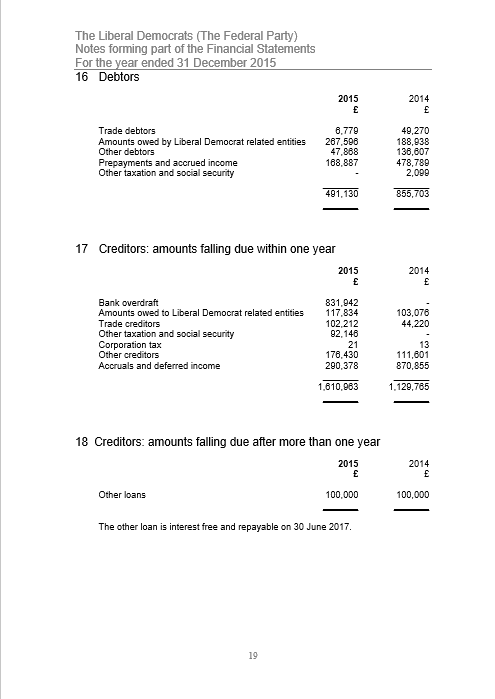 The Liberal Democrats (The Federal Party)
Notes forming part of the Financial Statements
For the year ended 31 December 2015
16 Debtors
2015 2014
£ £
Trade debtors 6,779 49,270
Amounts owed by Liberal Democrat related entities 267,596 188,938
Other debtors 47,868 136,607
Prepayments and accrued income 168,887 478,789
Other taxation and social security - 2,099
491,130 855,703
17 Creditors: amounts falling due within one year
2015 2014
£ £
Bank overdraft 831,942 -
Amounts owed to Liberal Democrat related entities 117,834 103,076
Trade creditors 102,212 44,220
Other taxation and social security 92,146 -
Corporation tax 21 13
Other creditors 176,430 111,601
Accruals and deferred income 290,378 870,855
1,610,963 1,129,765
18 Creditors: amounts falling due after more than one year
2015 2014
£ £
Other loans 100,000 100,000
The other loan is interest free and repayable on 30 June 2017.
19